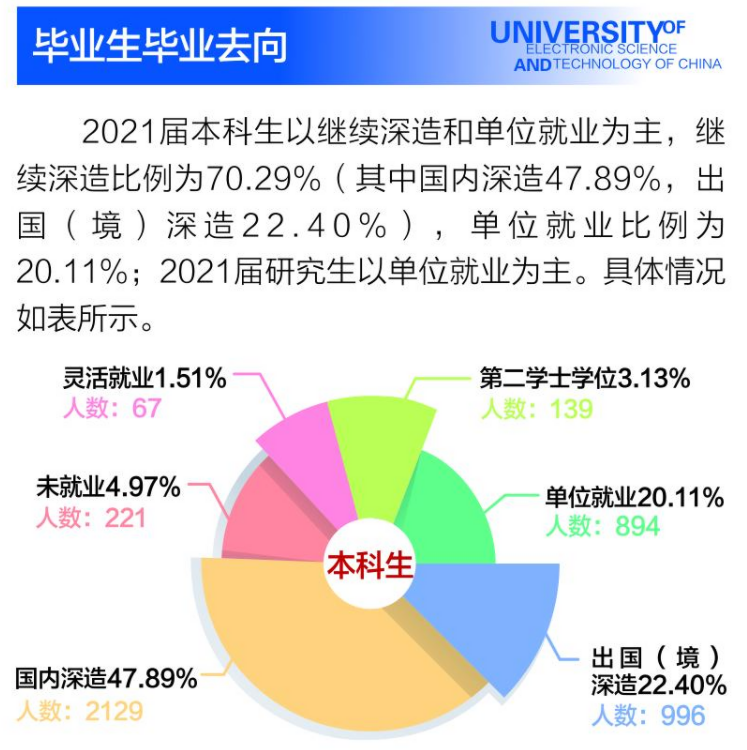 毕业生毕业去向
UNIVERSITY OF
ELECTRONIC SCIENCE
AND TECHNOLOGY OF CHINA
2021届本科生以继续深造和单位就业为主，继
续深造比例为70.29%（其中国内深造47.89%，出
国（境）深造22.40%），单位就业比例为
20.11%；2021届研究生以单位就业为主。具体情况
如表所示。
灵活就业1.51%
人数：67
第二学士学位3.13%
人数：139
未就业4.97%
人数：221
单位就业20.11%
人数：894
本科生
国内深造47.89%
人数：2129
出国（境）
深造22.40%
人数：996